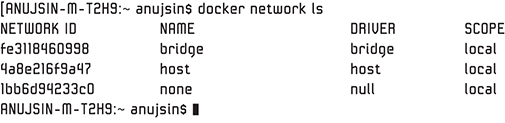 [ANUJSIN-M-T2H9:~ anujsin$ docker network ls
NETWORK ID NAME DRIVER SCOPE
fe3118460998 bridge bridge local
4a8e216f9a47 host host local
1bb6d94233c0 none null local
ANUJSIN-M-T2H9:~ anujsin$